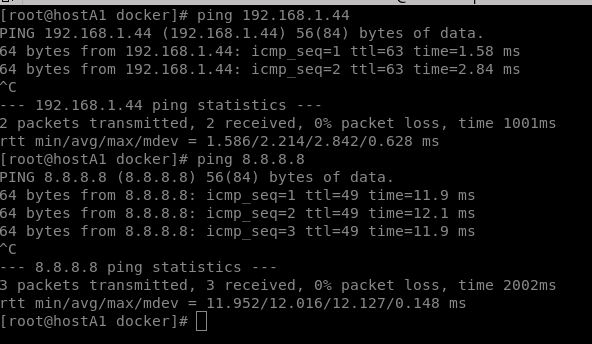 [root@hostA1 docker]# ping 192.168.1.44
PING 192.168.1.44 (192.168.1.44) 56(84) bytes of data.
64 bytes from 192.168.1.44: icmp_seq=1 ttl=63 time=1.58 ms
64 bytes from 192.168.1.44: icmp_seq=2 ttl=63 time=2.84 ms
^C
--- 192.168.1.44 ping statistics ---
2 packets transmitted, 2 received, 0% packet loss, time 1001ms
rtt min/avg/max/mdev = 1.586/2.214/2.842/0.628 ms
[root@hostA1 docker]# ping 8.8.8.8
PING 8.8.8.8 (8.8.8.8) 56(84) bytes of data.
64 bytes from 8.8.8.8: icmp_seq=1 ttl=49 time=11.9 ms
64 bytes from 8.8.8.8: icmp_seq=2 ttl=49 time=12.1 ms
64 bytes from 8.8.8.8: icmp_seq=3 ttl=49 time=11.9 ms
^C
--- 8.8.8.8 ping statistics ---
3 packets transmitted, 3 received, 0% packet loss, time 2002ms
rtt min/avg/max/mdev = 11.952/12.016/12.127/0.148 ms
[root@hostA1 docker]#